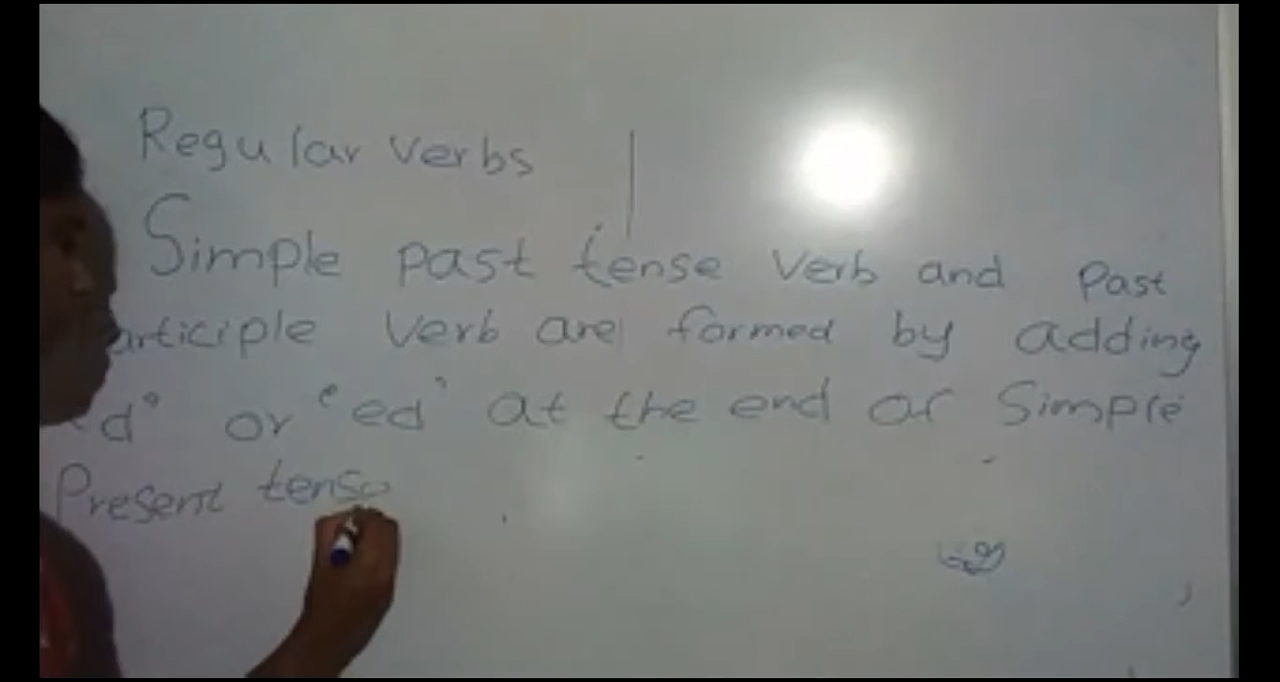 Regular verbs
Simple past tense verb and past
articiple verb are formed by adding
d' or 'ed' at the end of Simple
Present tense